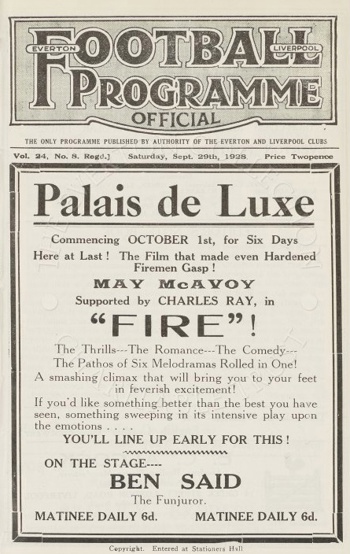 FOOTBALL
EVERTON LIVERPOOL
PROGRAMME
OFFICIAL
THE ONLY PROGRAMME PUBLISHED BY AUTHORITY OF THE EVERTON AND LIVERPOOL CLUBS
Vol. 24, No. 8. Regd.] Saturday, Sept. 29th, 1928. Price Twopence
Palais de Luxe
Commencing OCTOBER 1st, for Six Days
Here at Last! The Film that made even Hardened
Firemen Gasp!
MAY McAVOY
Supported by CHARLES RAY, in
"FIRE"!
The Thrills---The Romance---The Comedy---
The Pathos of Six Melodramas Rolled in One!
A smashing climax that will bring you to your feet
in feverish excitement!
If you'd like something better than the best you have
seen, something sweeping in its intensive play upon
the emotions . . . .
YOU'LL LINE UP EARLY FOR THIS!
ON THE STAGE----
BEN SAID
The Funjuror.
MATINEE DAILY 6d. MATINEE DAILY 6d.
Copyright. Entered at Stationers Hall